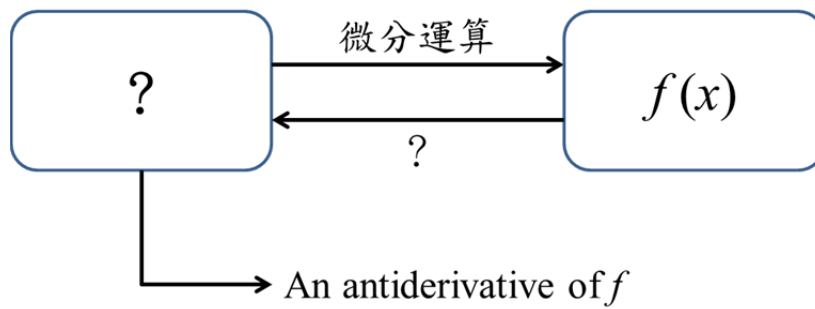 微分運算
?
f(x)
?
An antiderivative of f